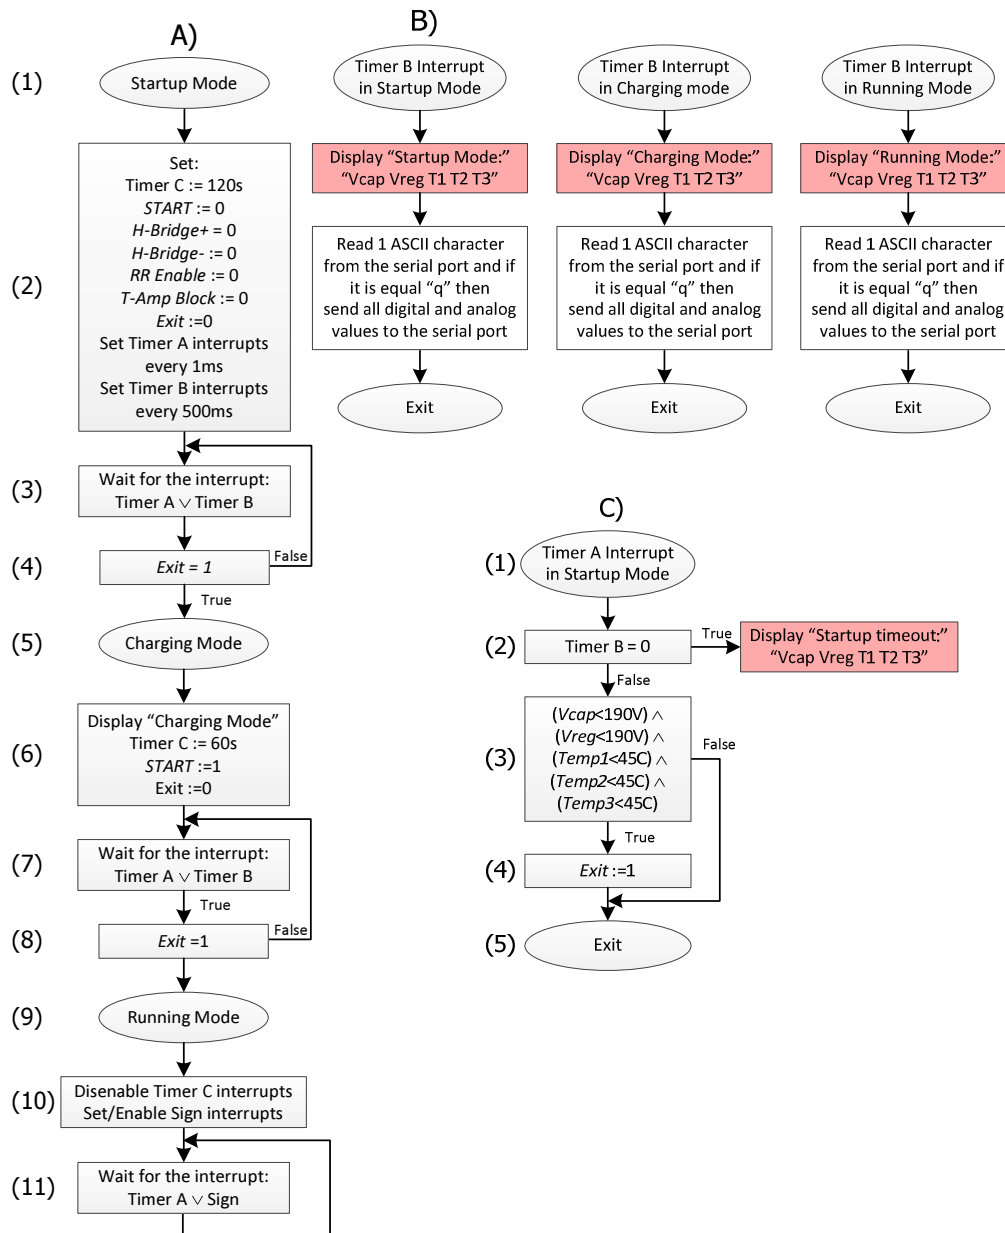 A)
(1)
Startup Mode
(2)
Set:
Timer C := 120s
START := 0
H-Bridge+ = 0
H-Bridge- := 0
RR Enable := 0
T-Amp Block := 0
Exit :=0
Set Timer A interrupts
every 1ms
Set Timer B interrupts
every 500ms
(3)
Wait for the interrupt:
Timer A ∨ Timer B
(4)
Exit = 1
False
True
(5)
Charging Mode
(6)
Display “Charging Mode”
Timer C := 60s
START :=1
Exit :=0
(7)
Wait for the interrupt:
Timer A ∨ Timer B
True
(8)
Exit =1
False
(9)
Running Mode
(10)
Disenable Timer C interrupts
Set/Enable Sign interrupts
(11)
Wait for the interrupt:
Timer A ∨ Sign
B)
Timer B Interrupt
in Startup Mode
Display “Startup Mode:”
“Vcap Vreg T1 T2 T3”
Read 1 ASCII character
from the serial port and if
it is equal “q” then
send all digital and analog
values to the serial port
Exit
Timer B Interrupt
in Charging mode
Display “Charging Mode:”
“Vcap Vreg T1 T2 T3”
Read 1 ASCII character
from the serial port and if
it is equal “q” then
send all digital and analog
values to the serial port
Exit
Timer B Interrupt
in Running Mode
Display “Running Mode:”
“Vcap Vreg T1 T2 T3”
Read 1 ASCII character
from the serial port and if
it is equal “q” then
send all digital and analog
values to the serial port
Exit
C)
(1)
Timer A Interrupt
in Startup Mode
(2)
Timer B = 0
True
Display “Startup timeout:”
“Vcap Vreg T1 T2 T3”
False
(3)
(Vcap<190V) ∧
(Vreg<190V) ∧
(Temp1<45C) ∧
(Temp2<45C) ∧
(Temp3<45C)
False
True
(4)
Exit :=1
(5)
Exit